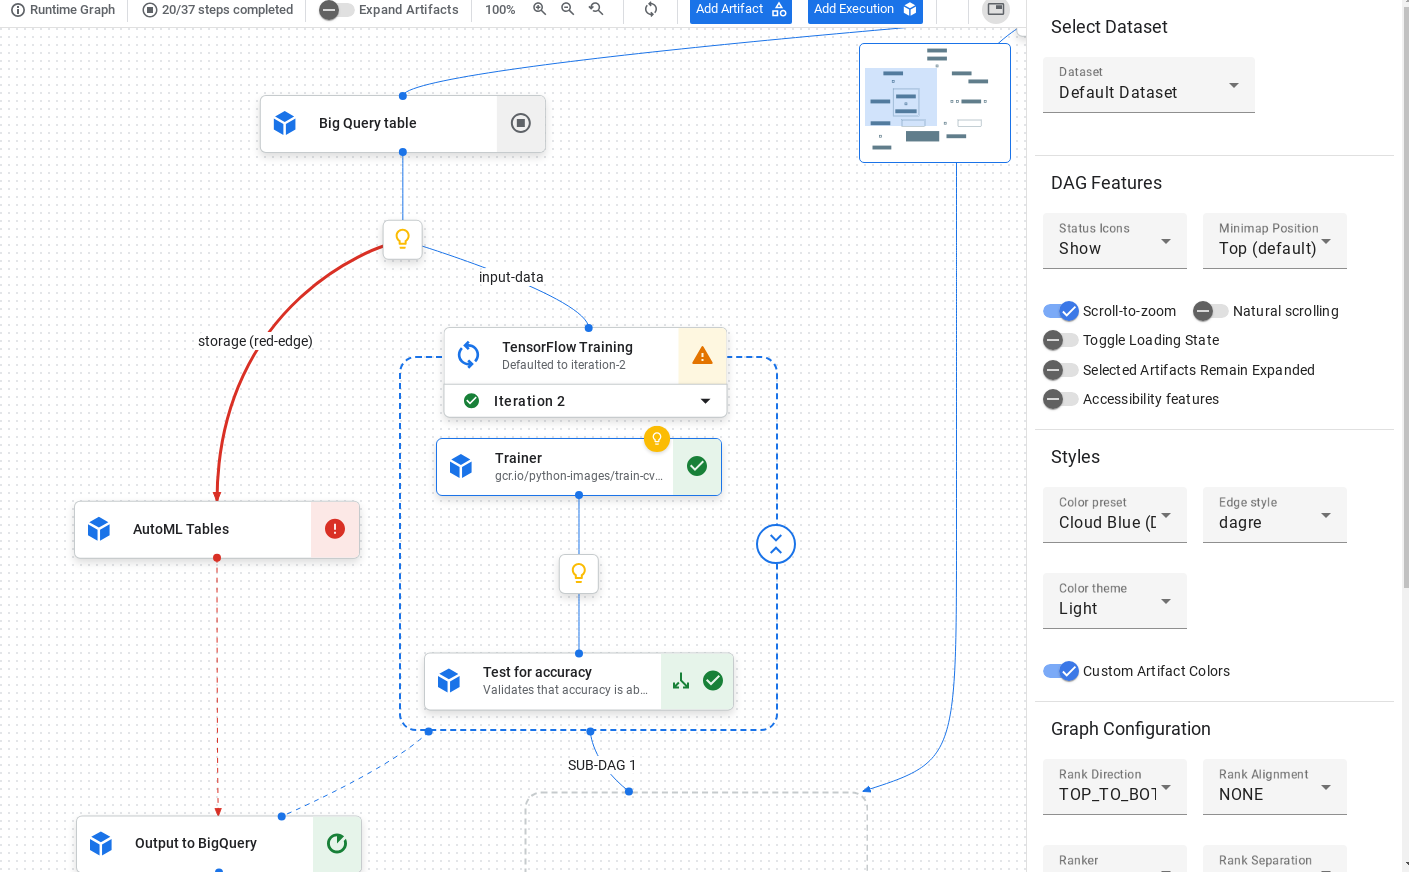 Runtime Graph
20/37 steps completed
Expand Artifacts
100%
Add Artifact
Add Execution
Big Query table
input-data
storage (red-edge)
TensorFlow Training
Defaulted to iteration-2
Iteration 2
Trainer
gcr.io/python-images/train-cv...
AutoML Tables
Test for accuracy
Validates that accuracy is ab...
SUB-DAG 1
Output to BigQuery
Select Dataset
Dataset
Default Dataset
DAG Features
Status Icons
Show
Minimap Position
Top (default)
Scroll-to-zoom
Natural scrolling
Toggle Loading State
Selected Artifacts Remain Expanded
Accessibility features
Styles
Color preset
Cloud Blue (D
Edge style
dagre
Color theme
Light
Custom Artifact Colors
Graph Configuration
Rank Direction
TOP_TO_BOT
Rank Alignment
NONE
Ranker
Rank Separation